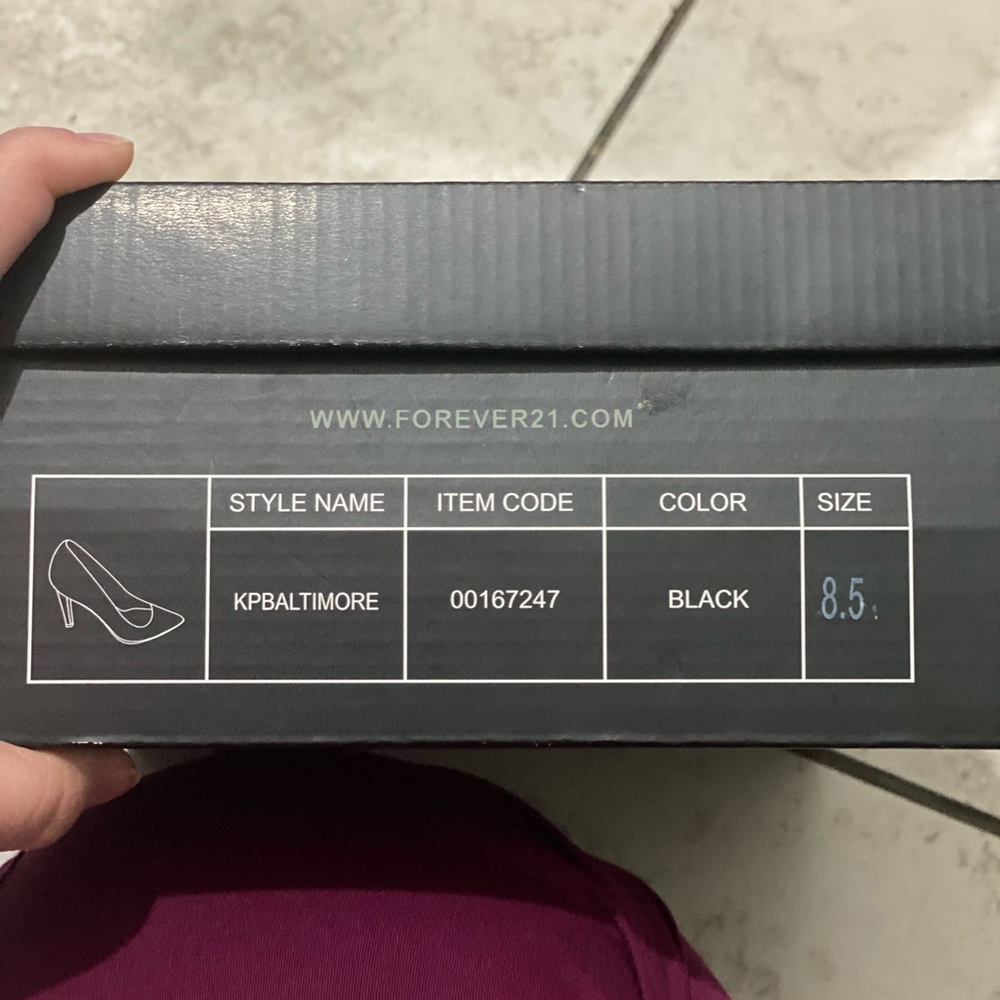 WWW.FOREVER21.COM
STYLE NAME ITEM CODE COLOR SIZE
KPBALTIMORE 00167247 BLACK 8.5